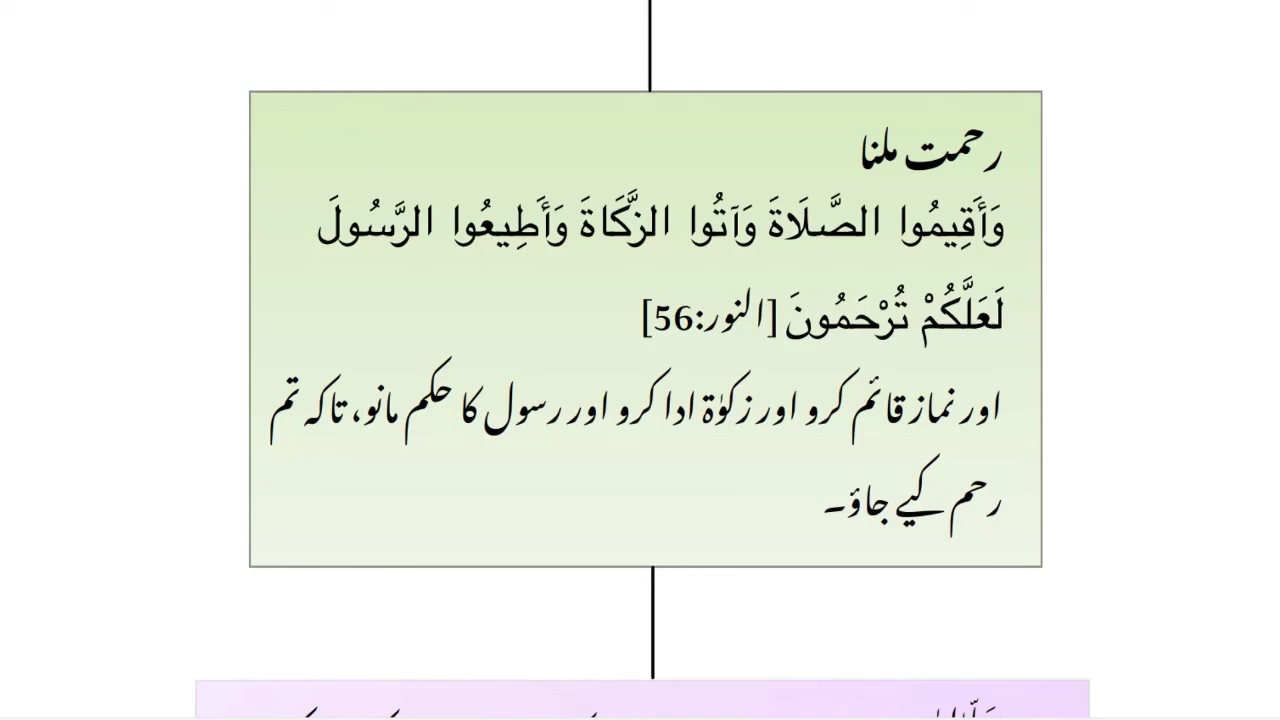 رحمت ملنا
وَأَقِيمُوا الصَّلَاةَ وَآتُوا الزَّكَاةَ وَأَطِيعُوا الرَّسُولَ
لَعَلَّكُمْ تُرْحَمُونَ [النور:56]
اور نماز قائم کرو اور زکوٰۃ ادا کرو اور رسول کا حکم مانو، تاکہ تم
رحم کیے جاؤ۔